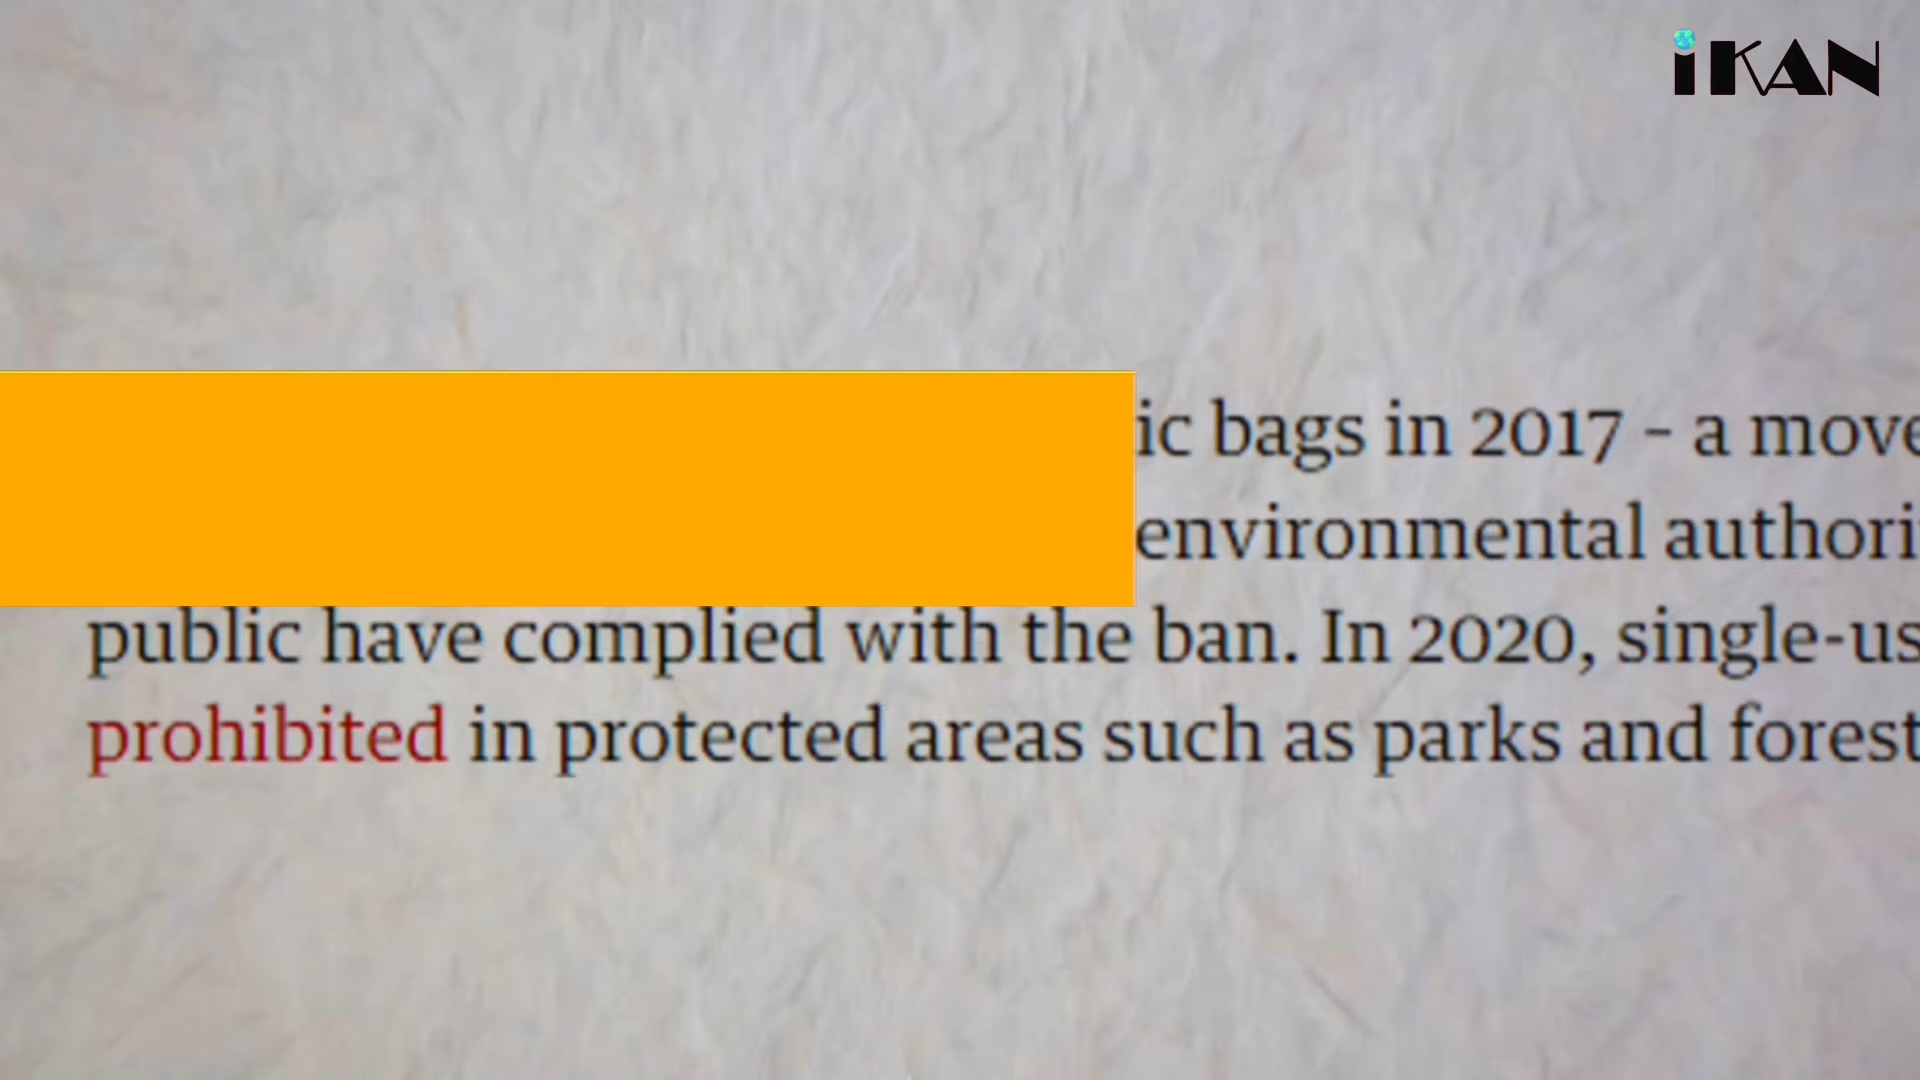 iKAN
ic bags in 2017 – a move
environmental authori
public have complied with the ban. In 2020, single-us
prohibited in protected areas such as parks and forest